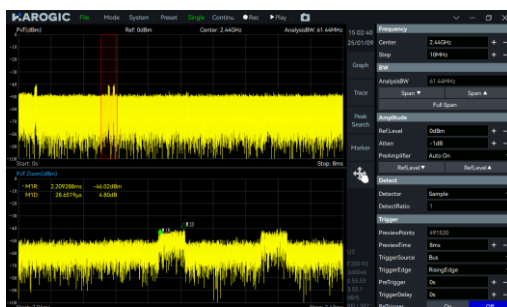 HAROGIC File Mode System Preset Single Continu. Rec Play
PvT(dBm) Ref: 0dBm Center: 2.44GHz AnalysisBW: 61.44MHz
15:02:40
25/01/09
Graph
Trace
Peak
Search
Marker
Start: 0s Stop: 8ms
PvT Zoom(dBm)
M1R: 2.209288ms -46.02dBm
M1D: 28.6519µs 4.80dB
Frequency
Center 2.44GHz + -
Step 10MHz + -
BW
AnalysisBW 61.44MHz
Span ▼ Span ▲
Full Span
Amplitude
Ref.Level 0dBm + -
Atten -1dB + -
PreAmplifier Auto On
RefLevel ▼ RefLevel ▲
Detect
Detector Sample
DetectRatio 1
Trigger
PreviewPoints 491520
PreviewTime 8ms + -
TriggerSource Bus
TriggerEdge RisingEdge
PreTrigger 0s + -
TriggerDelay 0s + -
On Off